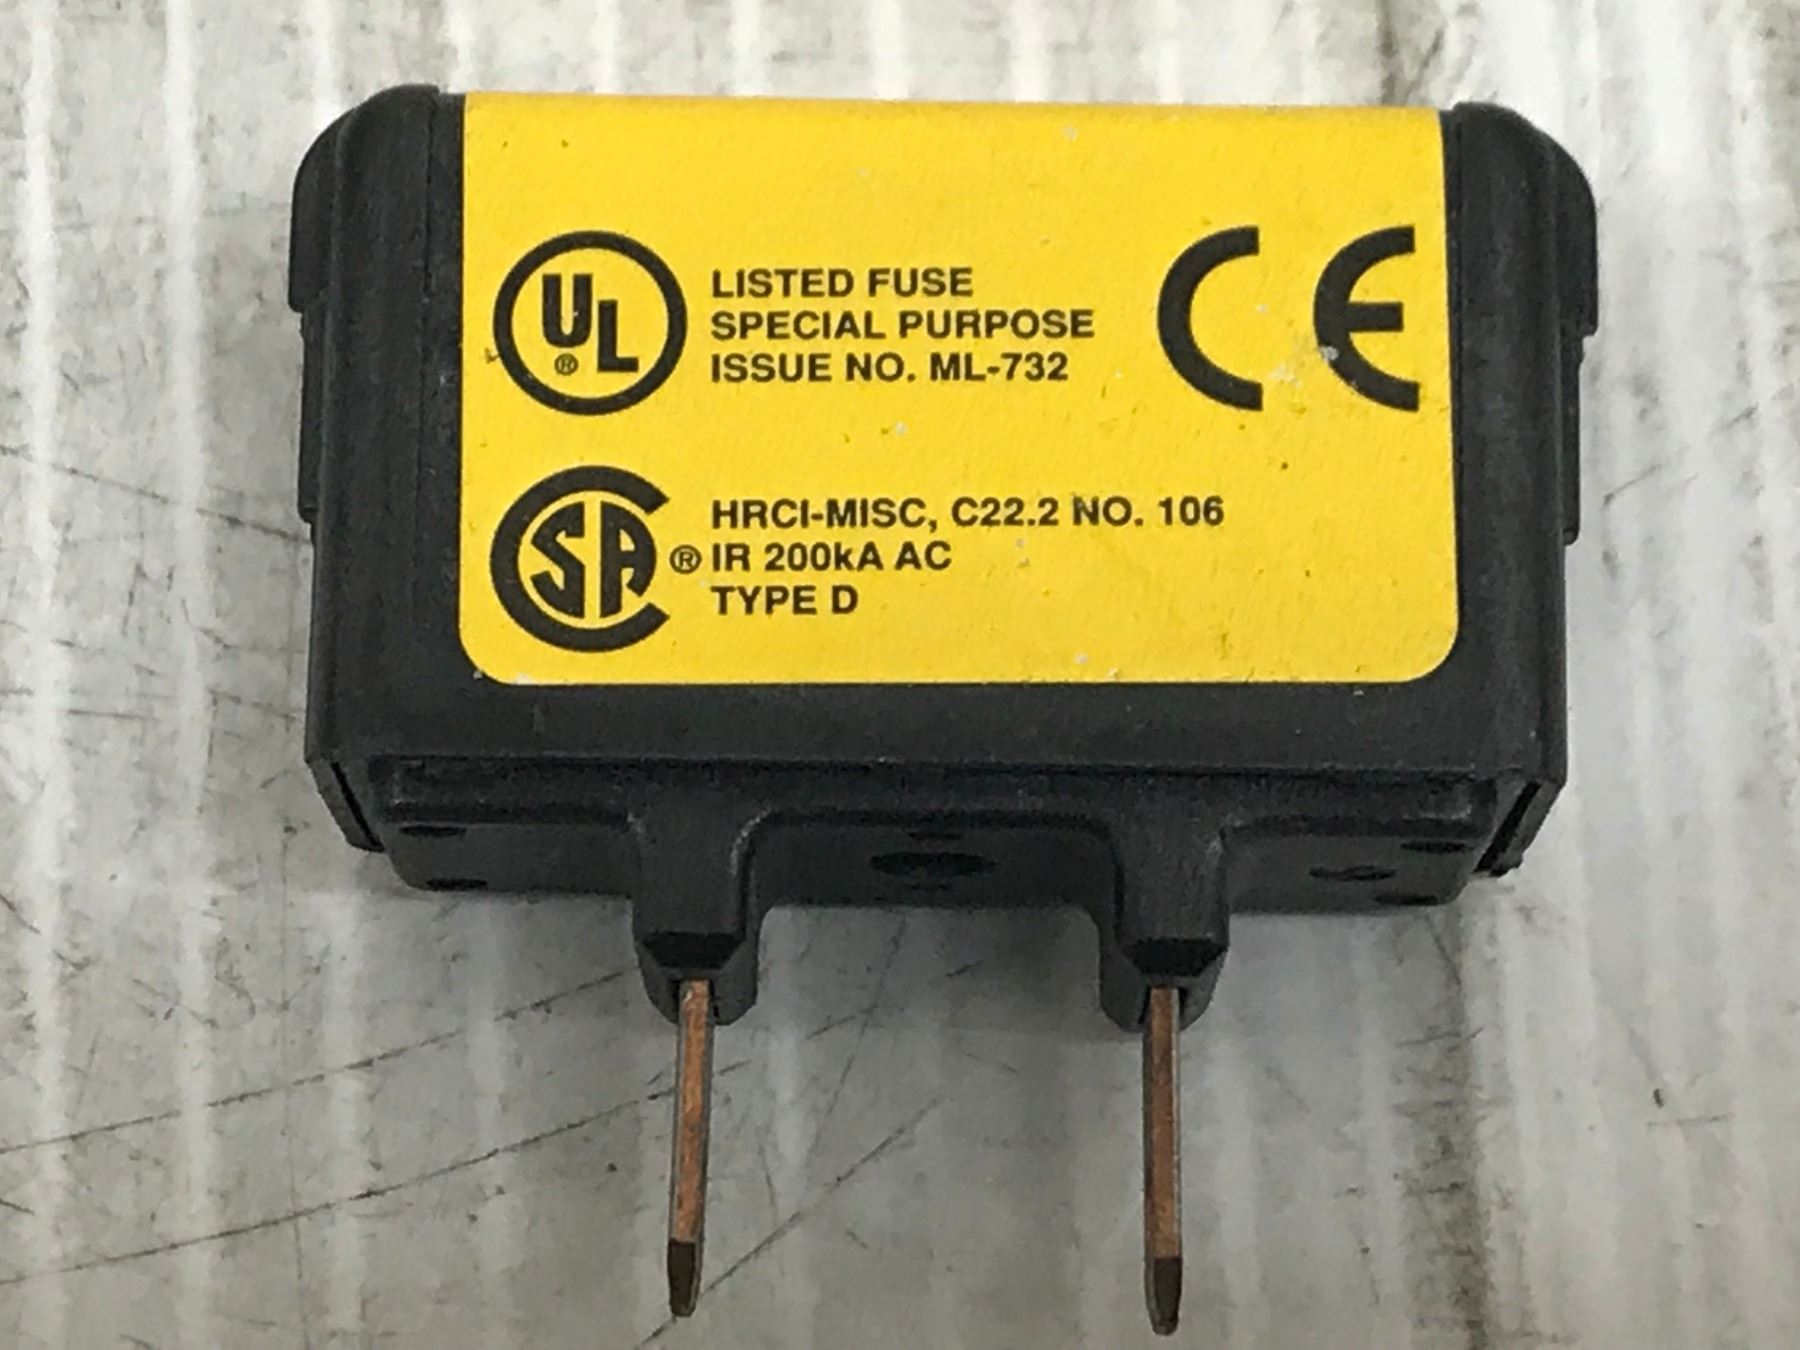 UL®
LISTED FUSE
SPECIAL PURPOSE
ISSUE NO. ML-732
CE
CSA®
HRCI-MISC, C22.2 NO. 106
IR 200kA AC
TYPE D